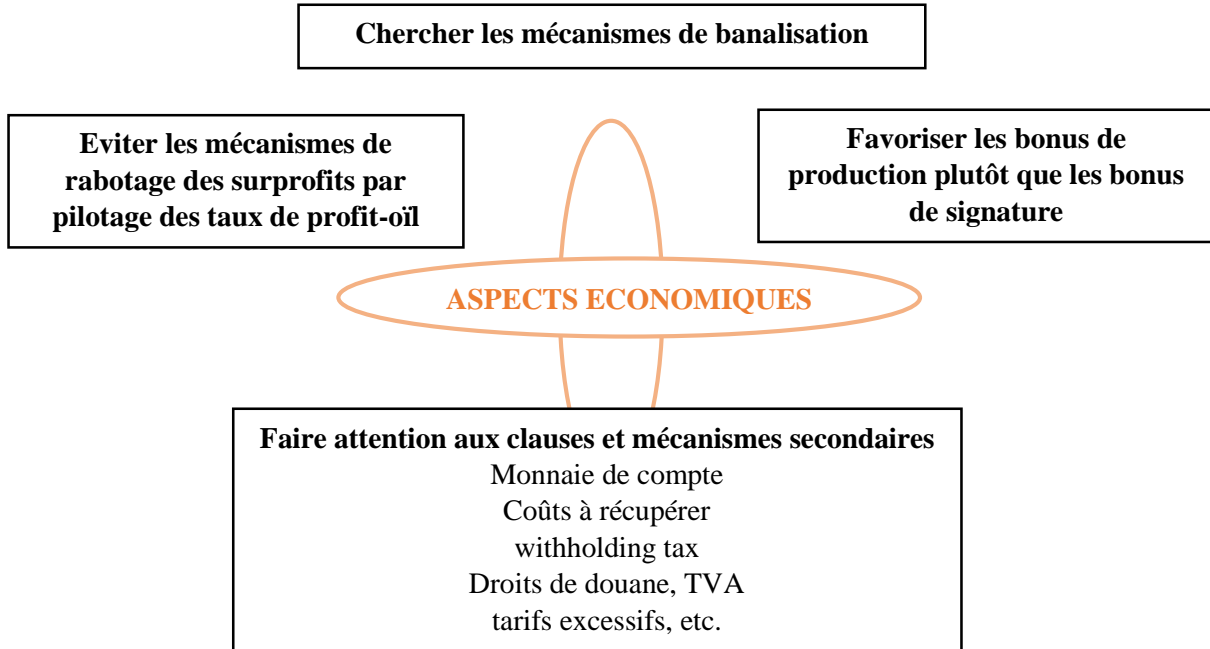 Chercher les mécanismes de banalisation
Eviter les mécanismes de
rabotage des surprofits par
pilotage des taux de profit-oïl
Favoriser les bonus de
production plutôt que les bonus
de signature
ASPECTS ECONOMIQUES
Faire attention aux clauses et mécanismes secondaires
Monnaie de compte
Coûts à récupérer
withholding tax
Droits de douane, TVA
tarifs excessifs, etc.